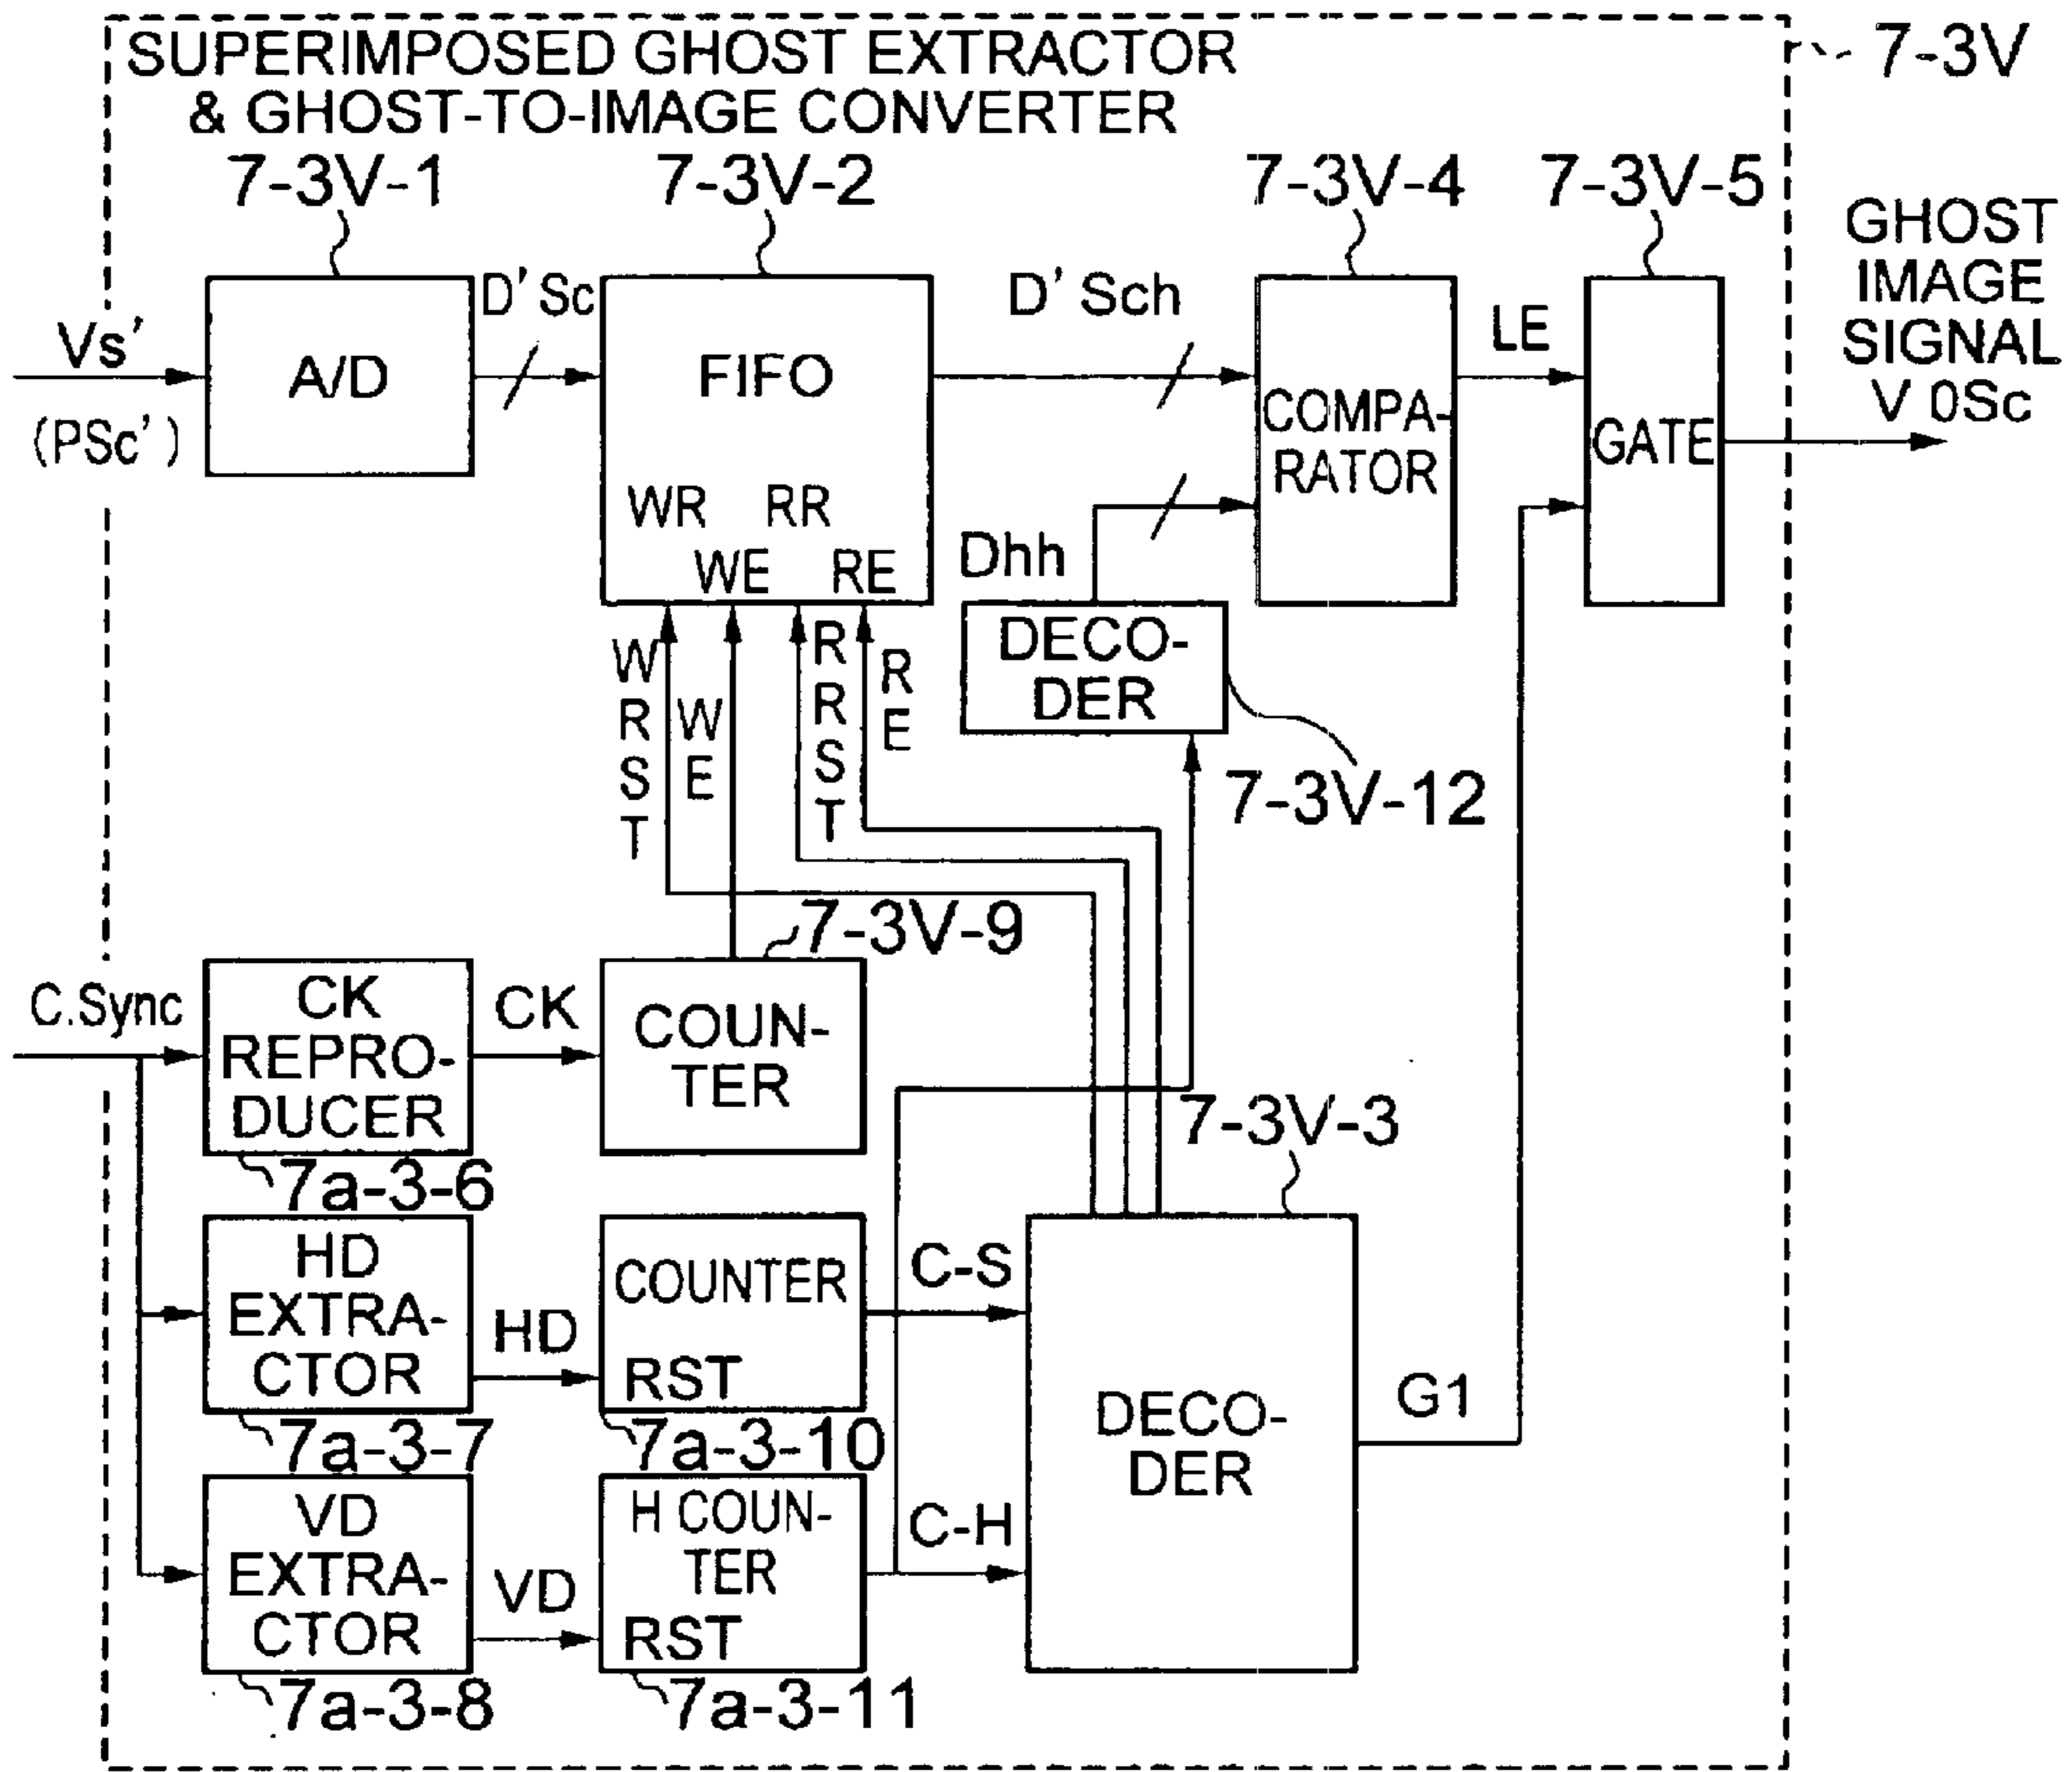 SUPERIMPOSED GHOST EXTRACTOR
& GHOST-TO-IMAGE CONVERTER
7-3V
7-3V-1
7-3V-2
7-3V-4
7-3V-5
GHOST
IMAGE
SIGNAL
V 0Sc
Vs'
(PSc')
A/D
D' Sc
FIFO
WR
RR
WE
RE
D' Sch
COMPA-
RATOR
LE
GATE
Dhh
DECO-
DER
7-3V-12
WRST
WE
RRST
RE
7-3V-9
C.Sync
CK
REPRO-
DUCER
7a-3-6
CK
COUN-
TER
7-3V-3
HD
EXTRA-
CTOR
7a-3-7
HD
COUNTER
RST
7a-3-10
C-S
VD
EXTRA-
CTOR
7a-3-8
VD
H COUN-
TER
RST
7a-3-11
C-H
DECO-
DER
G1